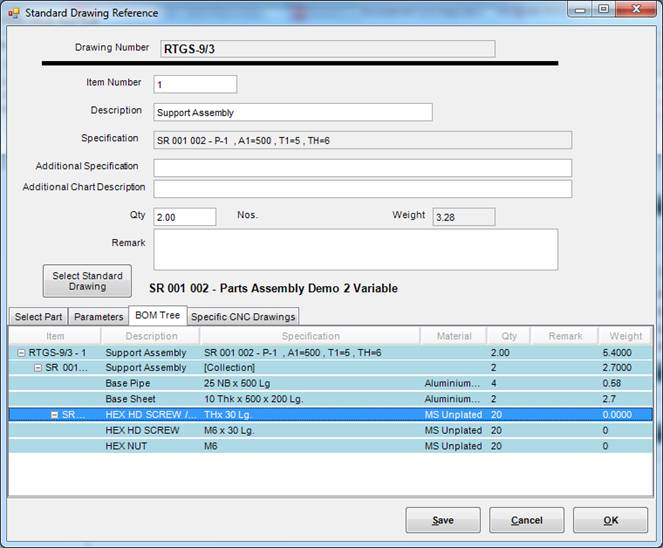 Standard Drawing Reference
Drawing Number RTGS-9/3
Item Number 1
Description Support Assembly
Specification SR 001 002 - P-1 , A1=500 , T1=5 , TH=6
Additional Specification
Additional Chart Description
Qty 2.00 Nos. Weight 3.28
Remark
Select Standard
Drawing
SR 001 002 - Parts Assembly Demo 2 Variable
Select Part Parameters BOM Tree Specific CNC Drawings
Item Description Specification Material Qty Remark Weight
RTGS-9/3 - 1 Support Assembly SR 001 002 - P-1 , A1=500 , T1=5 , TH=6 2.00 5.4000
SR 001... Support Assembly [Collection] 2 2.7000
Base Pipe 25 NB x 500 Lg Aluminium... 4 0.58
Base Sheet 10 Thk x 500 x 200 Lg. Aluminium... 2 2.7
SR... HEX HD SCREW /... THx 30 Lg. MS Unplated 20 0.0000
HEX HD SCREW M6 x 30 Lg. MS Unplated 20 0
HEX NUT M6 MS Unplated 20 0
Save Cancel OK